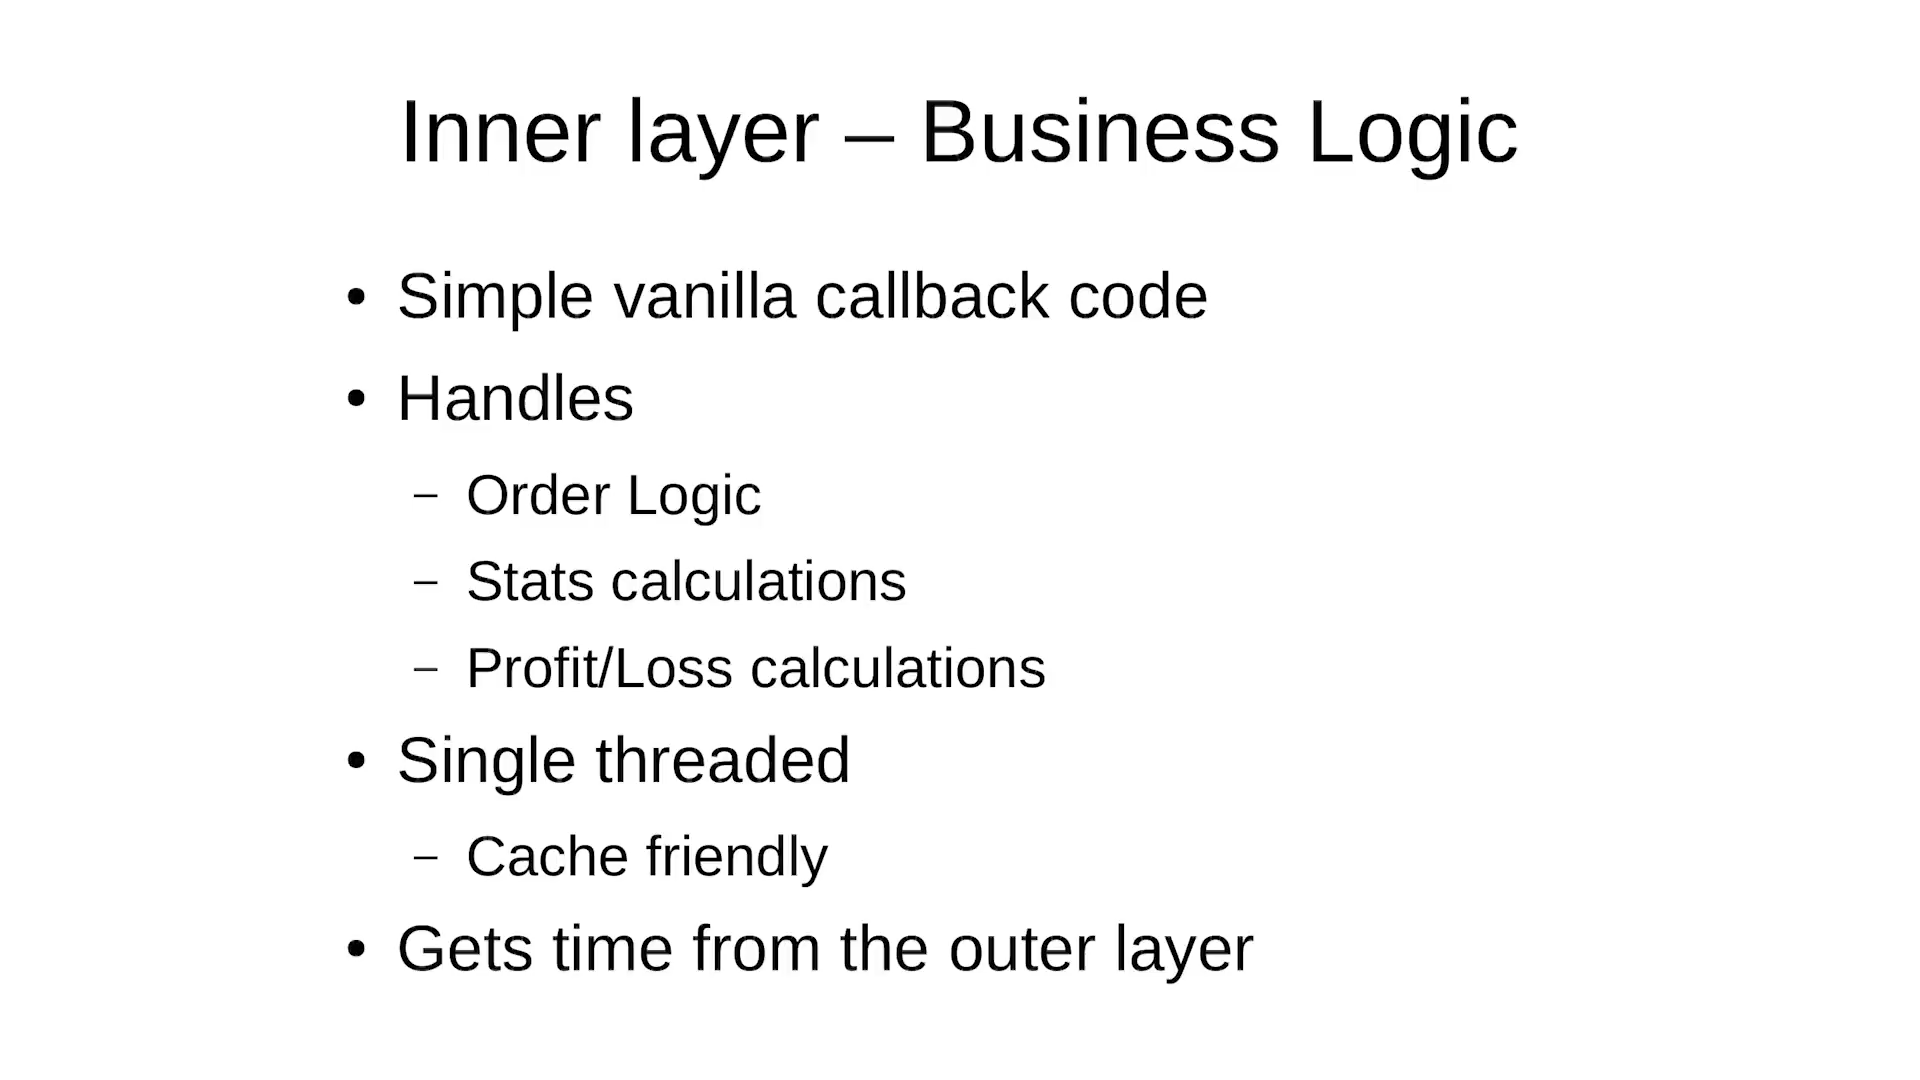 Inner layer – Business Logic
• Simple vanilla callback code
• Handles
– Order Logic
– Stats calculations
– Profit/Loss calculations
• Single threaded
– Cache friendly
• Gets time from the outer layer